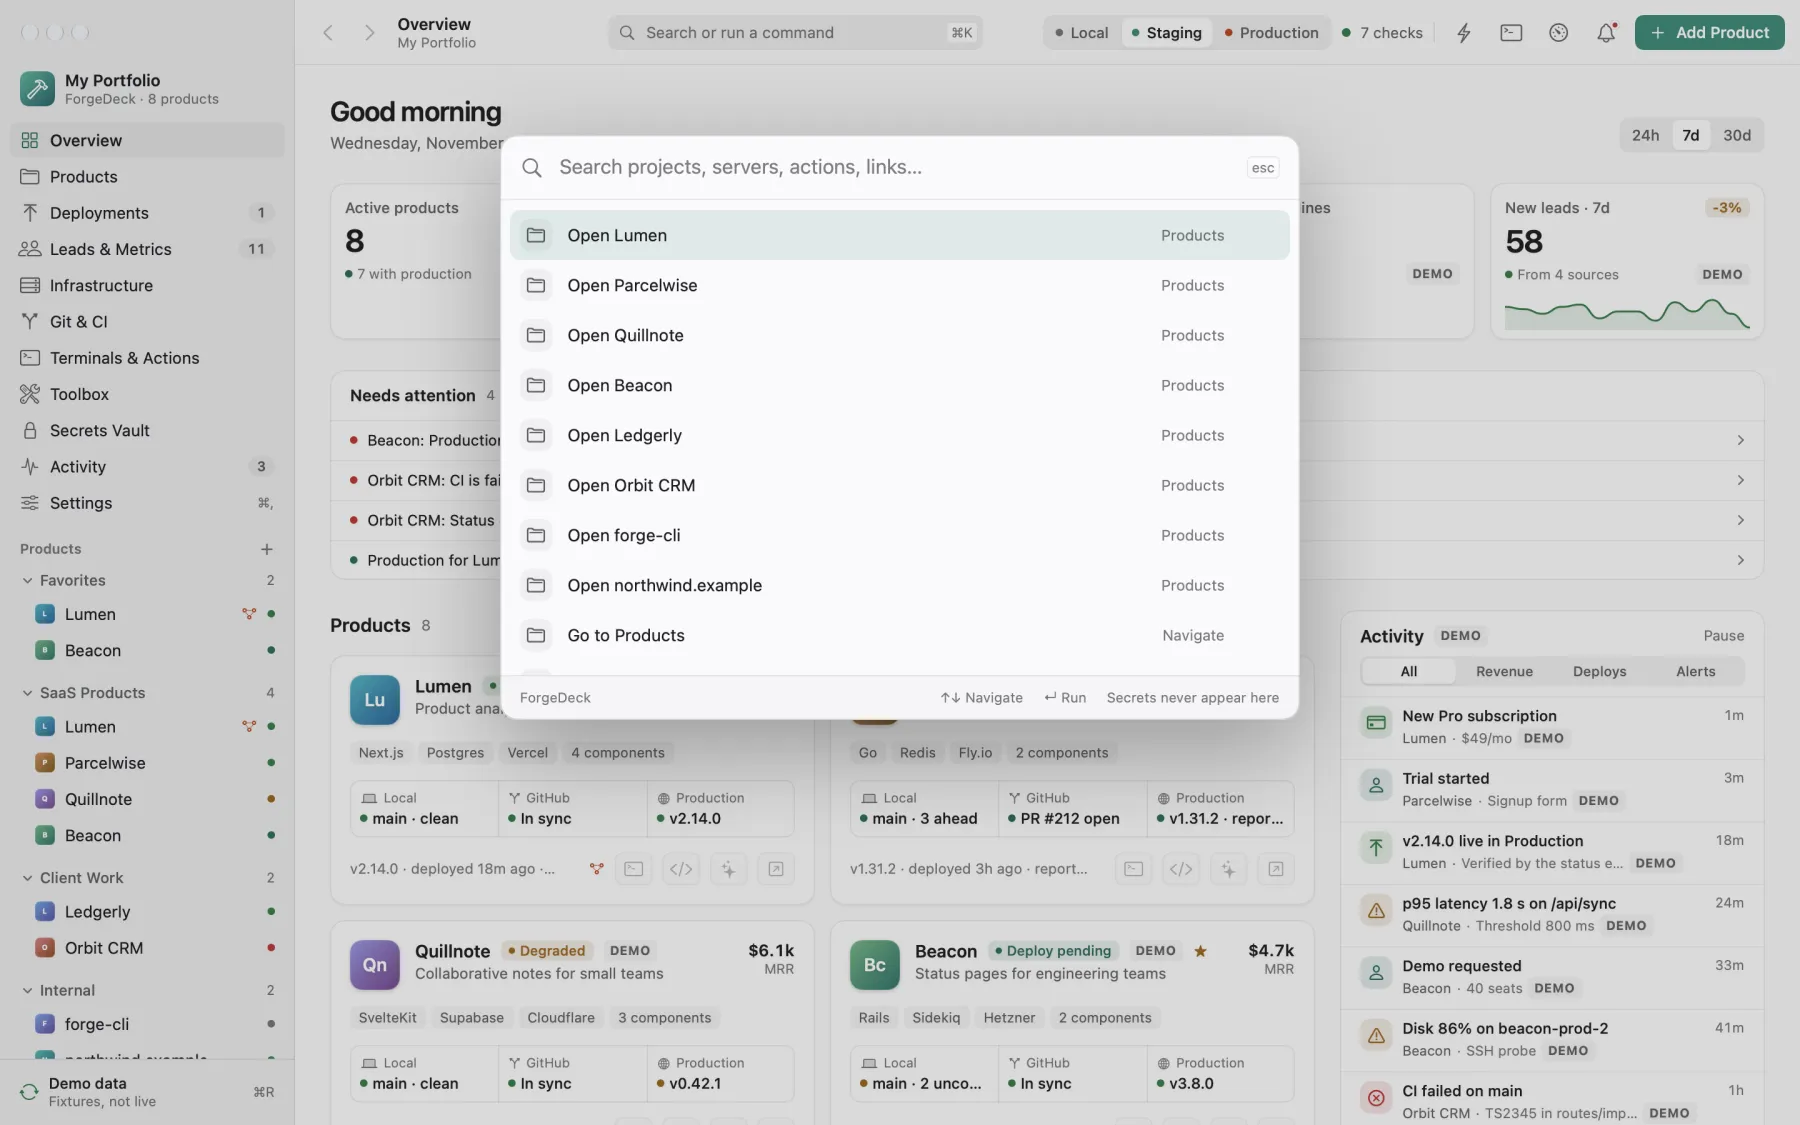 My Portfolio
ForgeDeck · 8 products
Overview
Products
Deployments 1
Leads & Metrics 11
Infrastructure
Git & CI
Terminals & Actions
Toolbox
Secrets Vault
Activity 3
Settings ⌘,
Products
Favorites 2
L Lumen
B Beacon
SaaS Products 4
L Lumen
P Parcelwise
Q Quillnote
B Beacon
Client Work 2
L Ledgerly
O Orbit CRM
Internal 2
F forge-cli
northwind.example
Demo data
Fixtures, not live
⌘R
Overview
My Portfolio
Search or run a command ⌘K
Local Staging Production 7 checks
Add Product
Good morning
Wednesday, November
24h 7d 30d
Active products
8
7 with production
ines
DEMO
New leads · 7d -3%
58
From 4 sources DEMO
Needs attention 4
Beacon: Production
Orbit CRM: CI is fai
Orbit CRM: Status
Production for Lum
Search projects, servers, actions, links... esc
Open Lumen Products
Open Parcelwise Products
Open Quillnote Products
Open Beacon Products
Open Ledgerly Products
Open Orbit CRM Products
Open forge-cli Products
Open northwind.example Products
Go to Products Navigate
ForgeDeck ↑↓ Navigate ↵ Run Secrets never appear here
Products 8
Lu Lumen
Product ana
Next.js Postgres Vercel 4 components
Local GitHub Production
main · clean In sync v2.14.0
v2.14.0 · deployed 18m ago ·...
Go Redis Fly.io 2 components
Local GitHub Production
main · 3 ahead PR #212 open v1.31.2 · repor...
v1.31.2 · deployed 3h ago · report...
Qn Quillnote Degraded DEMO $6.1k
Collaborative notes for small teams MRR
SvelteKit Supabase Cloudflare 3 components
Local GitHub Production
main · clean In sync v0.42.1
Bc Beacon Deploy pending DEMO ★ $4.7k
Status pages for engineering teams MRR
Rails Sidekiq Hetzner 2 components
Local GitHub Production
main · 2 unco... In sync v3.8.0
Activity DEMO Pause
All Revenue Deploys Alerts
New Pro subscription 1m
Lumen · $49/mo DEMO
Trial started 3m
Parcelwise · Signup form DEMO
v2.14.0 live in Production 18m
Lumen · Verified by the status e... DEMO
p95 latency 1.8 s on /api/sync 24m
Quillnote · Threshold 800 ms DEMO
Demo requested 33m
Beacon · 40 seats DEMO
Disk 86% on beacon-prod-2 41m
Beacon · SSH probe DEMO
CI failed on main 1h
Orbit CRM · TS2345 in routes/imp... DEMO